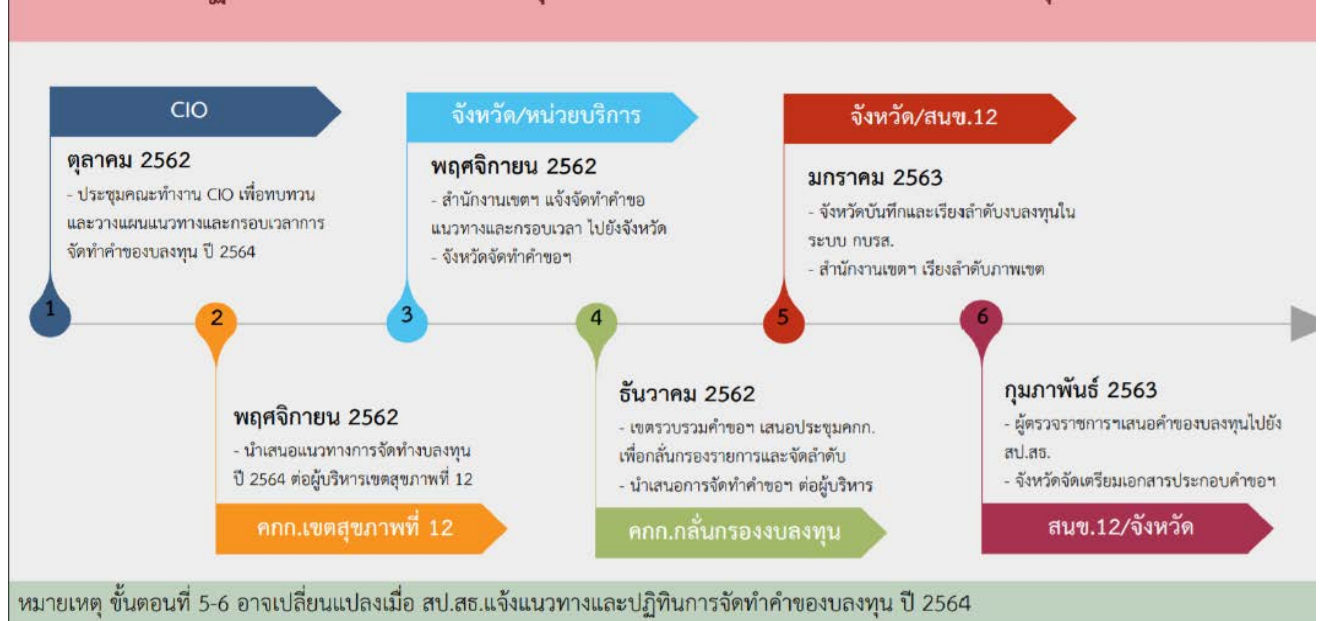 CIO
ตุลาคม 2562
- ประชุมคณะทำงาน CIO เพื่อทบทวน
และวางแผนแนวทางและกรอบเวลาการ
จัดทำคำของบลงทุน ปี 2564
1
2
พฤศจิกายน 2562
- นำเสนอแนวทางการจัดทำงบลงทุน
ปี 2564 ต่อผู้บริหารเขตสุขภาพที่ 12
คกก.เขตสุขภาพที่ 12
จังหวัด/หน่วยบริการ
พฤศจิกายน 2562
- สำนักงานเขตฯ แจ้งจัดทำคำขอ
แนวทางและกรอบเวลา ไปยังจังหวัด
- จังหวัดจัดทำคำขอฯ
3
4
ธันวาคม 2562
- เขตรวบรวมคำขอฯ เสนอประชุมคกก.
เพื่อกลั่นกรองรายการและจัดลำดับ
- นำเสนอการจัดทำคำขอฯ ต่อผู้บริหาร
คกก.กลั่นกรองงบลงทุน
จังหวัด/สนข.12
มกราคม 2563
- จังหวัดบันทึกและเรียงลำดับงบลงทุนใน
ระบบ กบรส.
- สำนักงานเขตฯ เรียงลำดับภาพเขต
5
6
กุมภาพันธ์ 2563
- ผู้ตรวจราชการฯเสนอคำของบลงทุนไปยัง
สป.สธ.
- จังหวัดจัดเตรียมเอกสารประกอบคำขอฯ
สนข.12/จังหวัด
หมายเหตุ ขั้นตอนที่ 5-6 อาจเปลี่ยนแปลงเมื่อ สป.สธ.แจ้งแนวทางและปฏิทินการจัดทำคำของบลงทุน ปี 2564